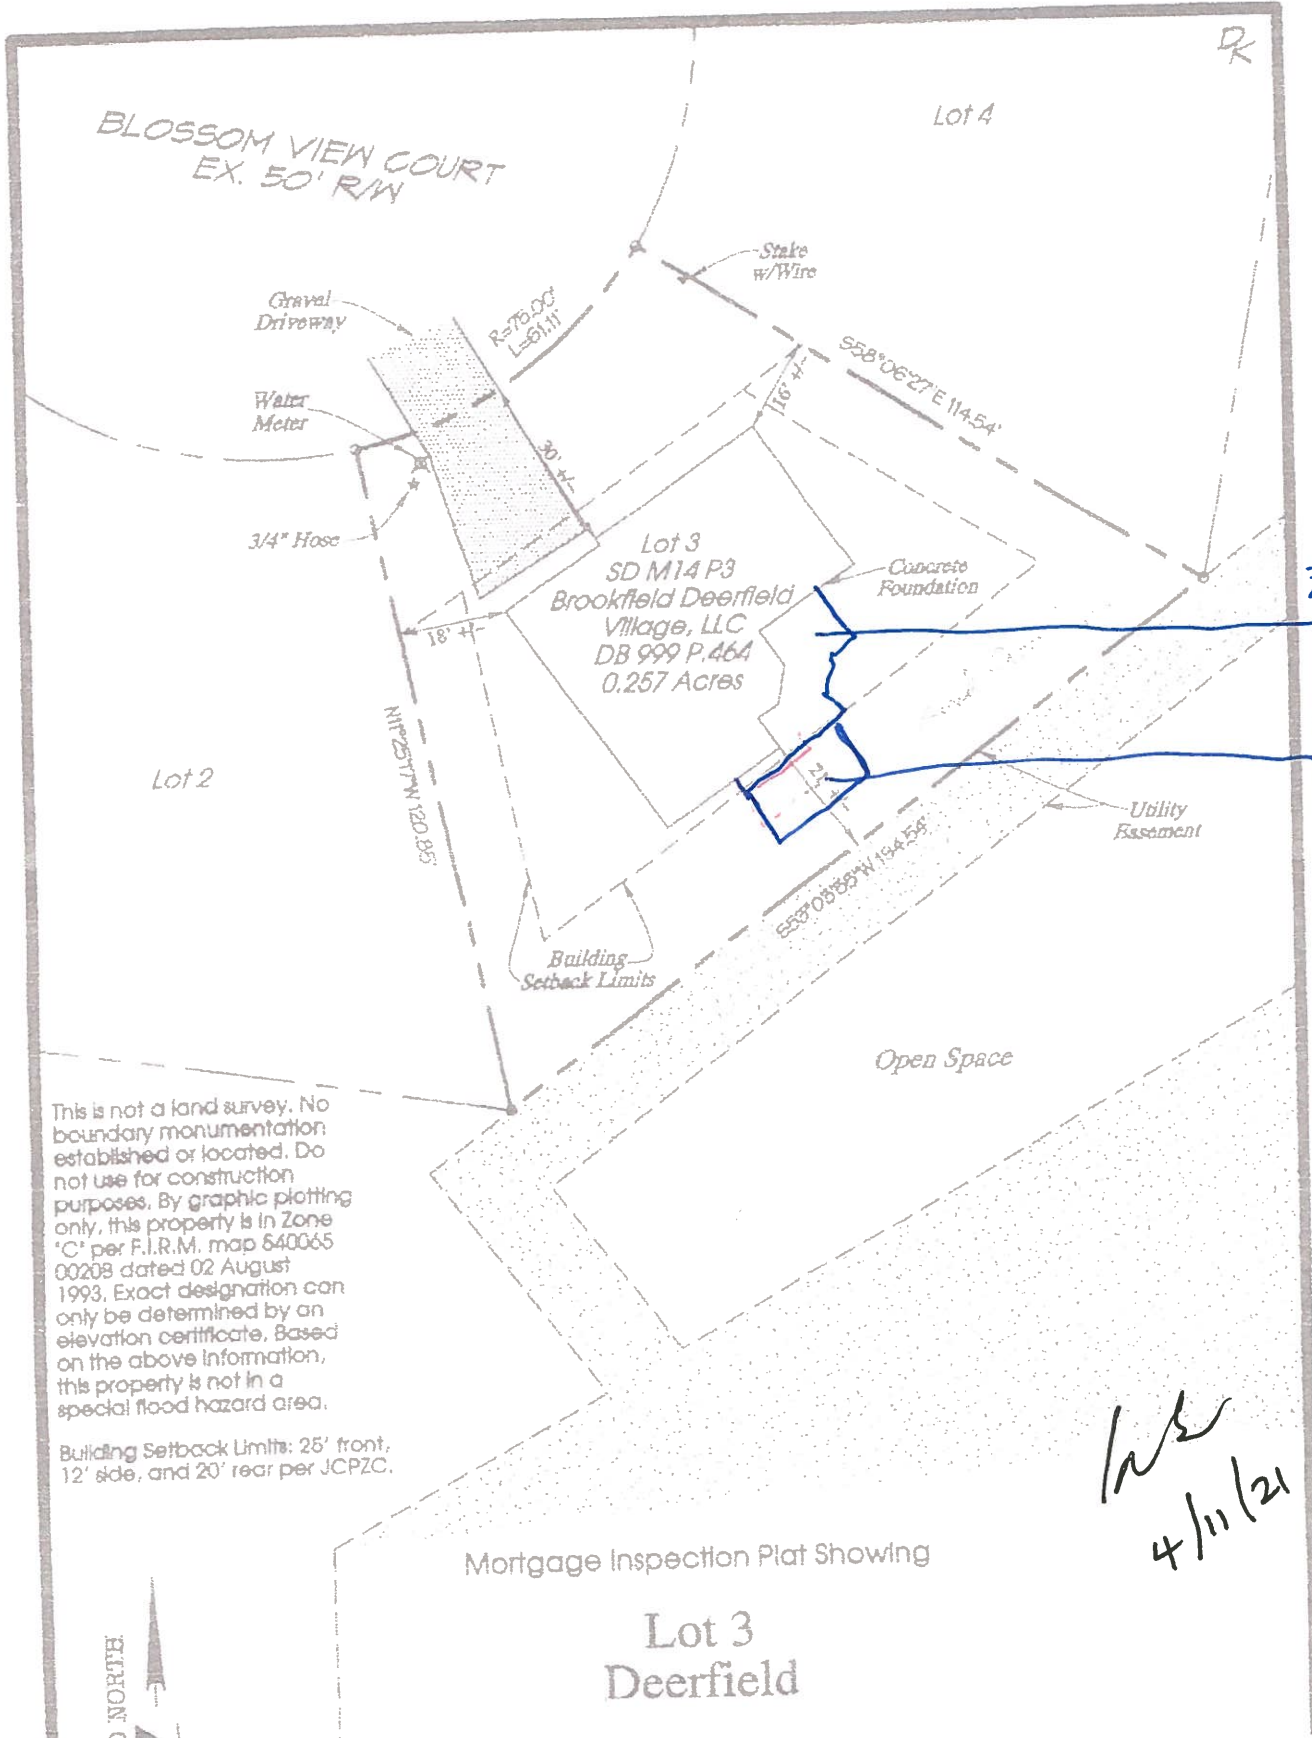 DK
BLOSSOM VIEW COURT
EX. 50' R/W
Lot 4
Stake
w/Wire
Gravel
Driveway
R=75.00'
L=61.11'
S58°06'27"E 114.54'
Water
Meter
16' +/-
30' +/-
3/4" Hose
Lot 3
SD M14 P3
Brookfield Deerfield
Village, LLC
DB 999 P.464
0.257 Acres
Concrete
Foundation
18' +/-
Lot 2
Utility
Easement
Building
Setback Limits
Open Space
This is not a land survey. No
boundary monumentation
established or located. Do
not use for construction
purposes. By graphic plotting
only, this property is in Zone
"C" per F.I.R.M. map 540065
0020B dated 02 August
1993. Exact designation can
only be determined by an
elevation certificate. Based
on the above information,
this property is not in a
special flood hazard area.
Building Setback Limits: 25' front,
12' side, and 20' rear per JCPZC.
4/11/21
Mortgage Inspection Plat Showing
Lot 3
Deerfield
NORTH